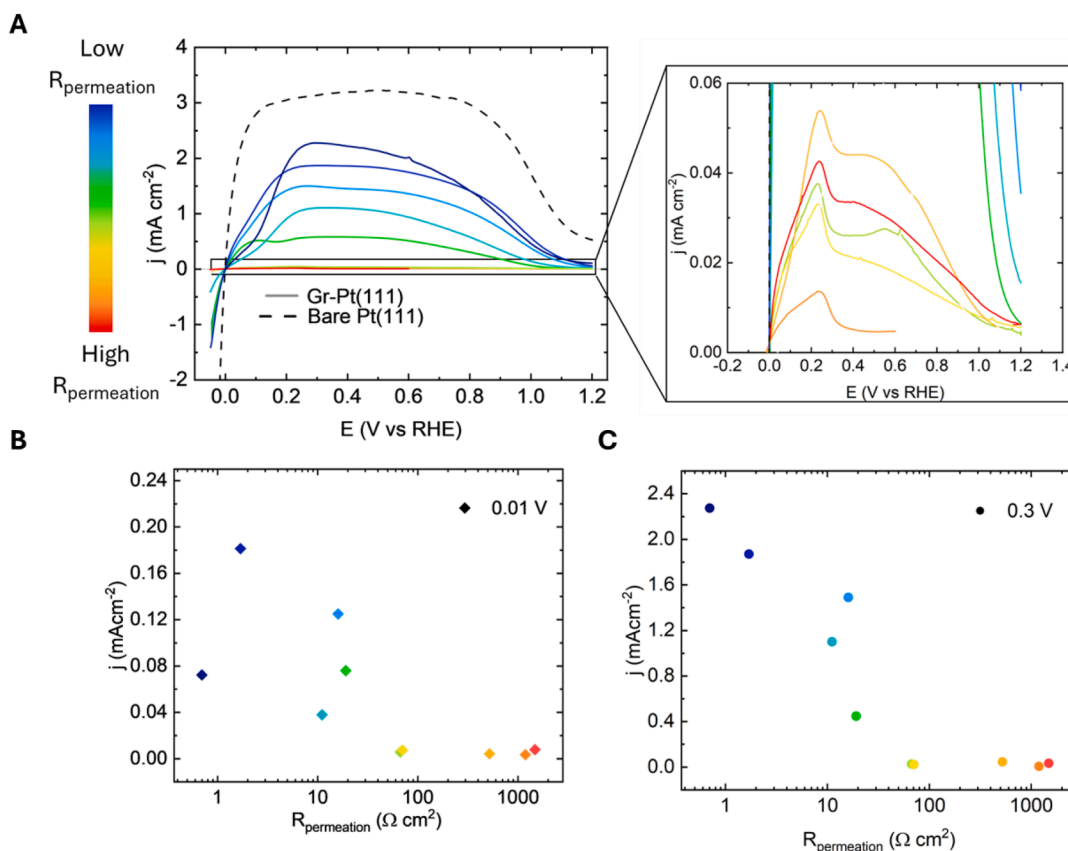 A
Low
Rpermeation
High
Rpermeation
4
3
2
1
0
-1
-2
j (mA cm-2)
Gr-Pt(111)
Bare Pt(111)
0.0 0.2 0.4 0.6 0.8 1.0 1.2
E (V vs RHE)
0.06
0.04
0.02
0.00
j (mA cm-2)
-0.2 0.0 0.2 0.4 0.6 0.8 1.0 1.2 1.4
E (V vs RHE)
B
0.24
0.20
0.16
0.12
0.08
0.04
0.00
j (mAcm-2)
0.01 V
1 10 100 1000
Rpermeation (Ω cm2)
C
2.4
2.0
1.6
1.2
0.8
0.4
0.0
j (mAcm-2)
0.3 V
1 10 100 1000
Rpermeation (Ω cm2)